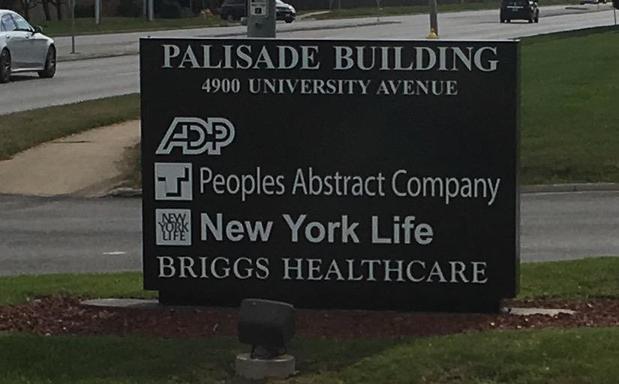 PALISADE BUILDING
4900 UNIVERSITY AVENUE
ADP
Peoples Abstract Company
NEW YORK LIFE New York Life
BRIGGS HEALTHCARE